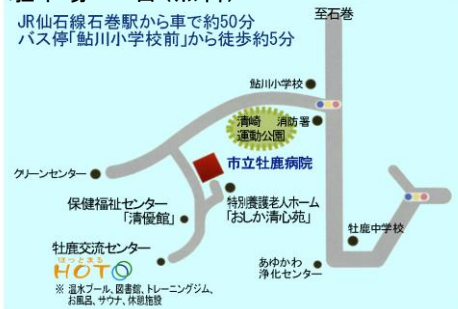 JR仙石線石巻駅から車で約50分
バス停「鮎川小学校前」から徒歩約5分
至石巻
鮎川小学校
清崎
運動公園
消防署
市立牡鹿病院
クリーンセンター
保健福祉センター
「清優館」
特別養護老人ホーム
「おしか清心苑」
牡鹿中学校
牡鹿交流センター
ほっとまる
HOTO
あゆかわ
浄化センター
※ 温水プール、図書館、トレーニングジム、
お風呂、サウナ、休憩施設